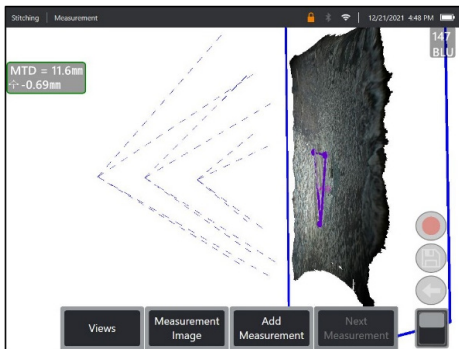 Stitching | Measurement
12/21/2021 4:48 PM
147
BLU
MTD = 11.6mm
-0.69mm
Views
Measurement
Image
Add
Measurement
Next
Measurement